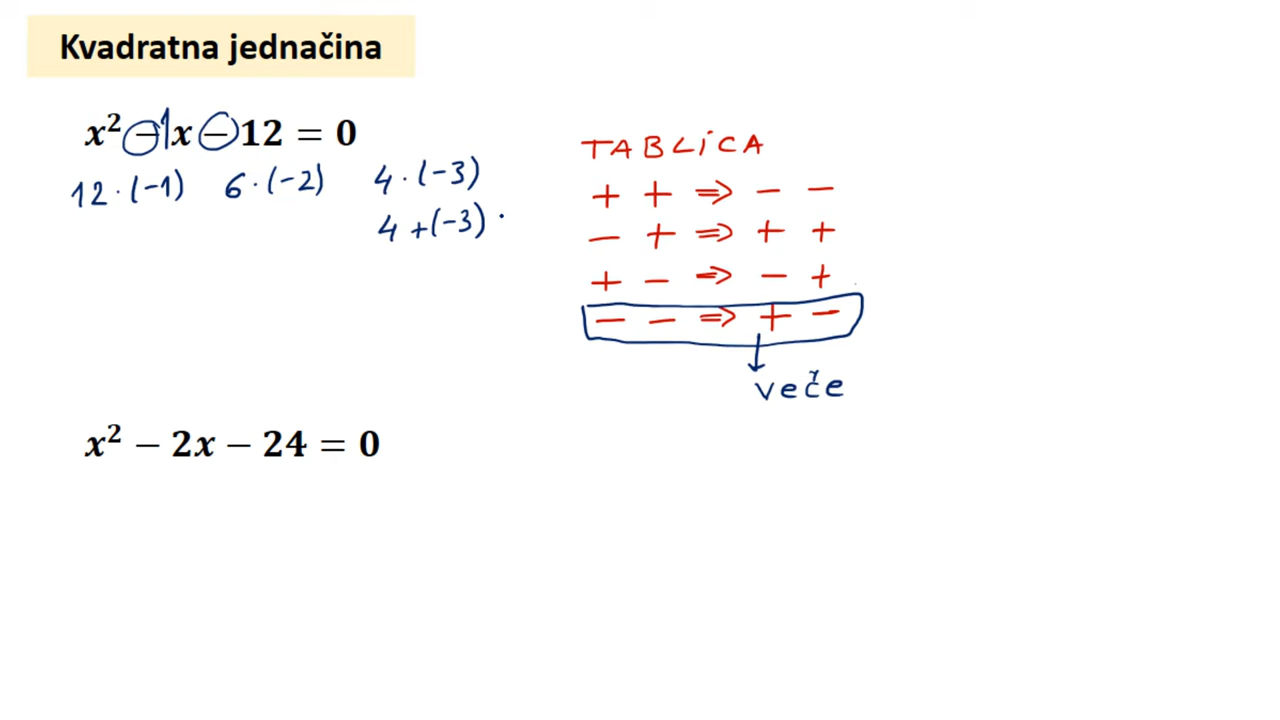 Kvadratna jednačina
x² − 1x − 12 = 0
12 · (−1) 6 · (−2) 4 · (−3)
4 + (−3) ·
TABLICA
+ + ⇒ − −
− + ⇒ + +
+ − ⇒ − +
− − ⇒ + −
veče
x² − 2x − 24 = 0